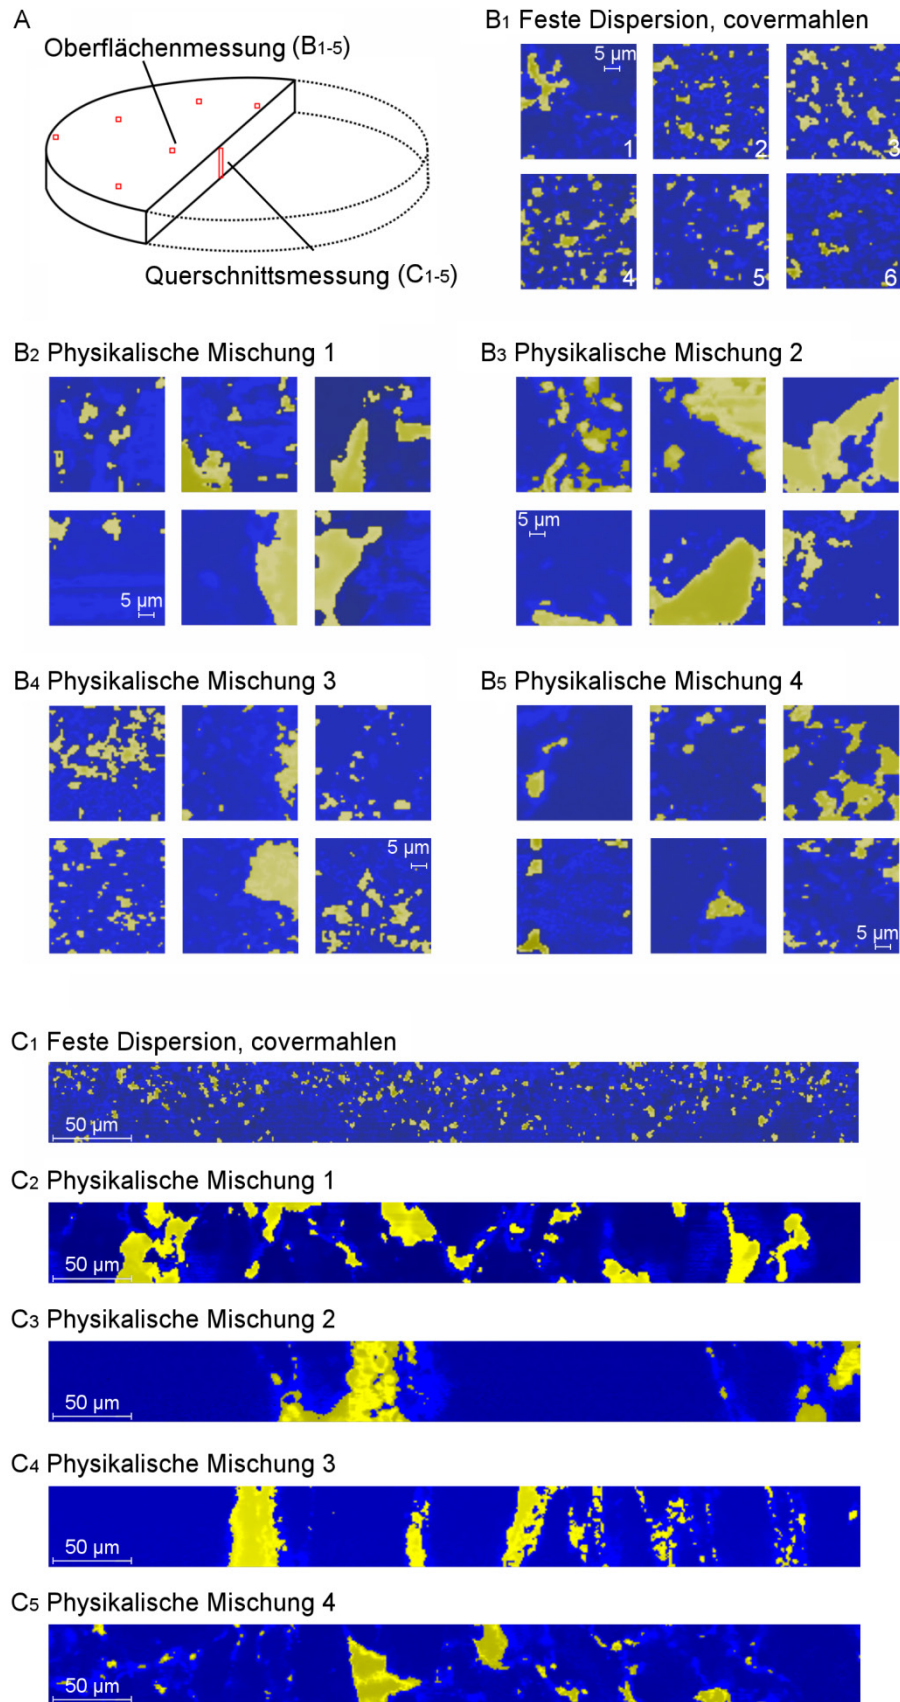 A
Oberflächenmessung (B1-5)
Querschnittsmessung (C1-5)
B1 Feste Dispersion, covermahlen
5 µm
1
2
3
4
5
6
B2 Physikalische Mischung 1
5 µm
B3 Physikalische Mischung 2
5 µm
B4 Physikalische Mischung 3
5 µm
B5 Physikalische Mischung 4
5 µm
C1 Feste Dispersion, covermahlen
50 µm
C2 Physikalische Mischung 1
50 µm
C3 Physikalische Mischung 2
50 µm
C4 Physikalische Mischung 3
50 µm
C5 Physikalische Mischung 4
50 µm